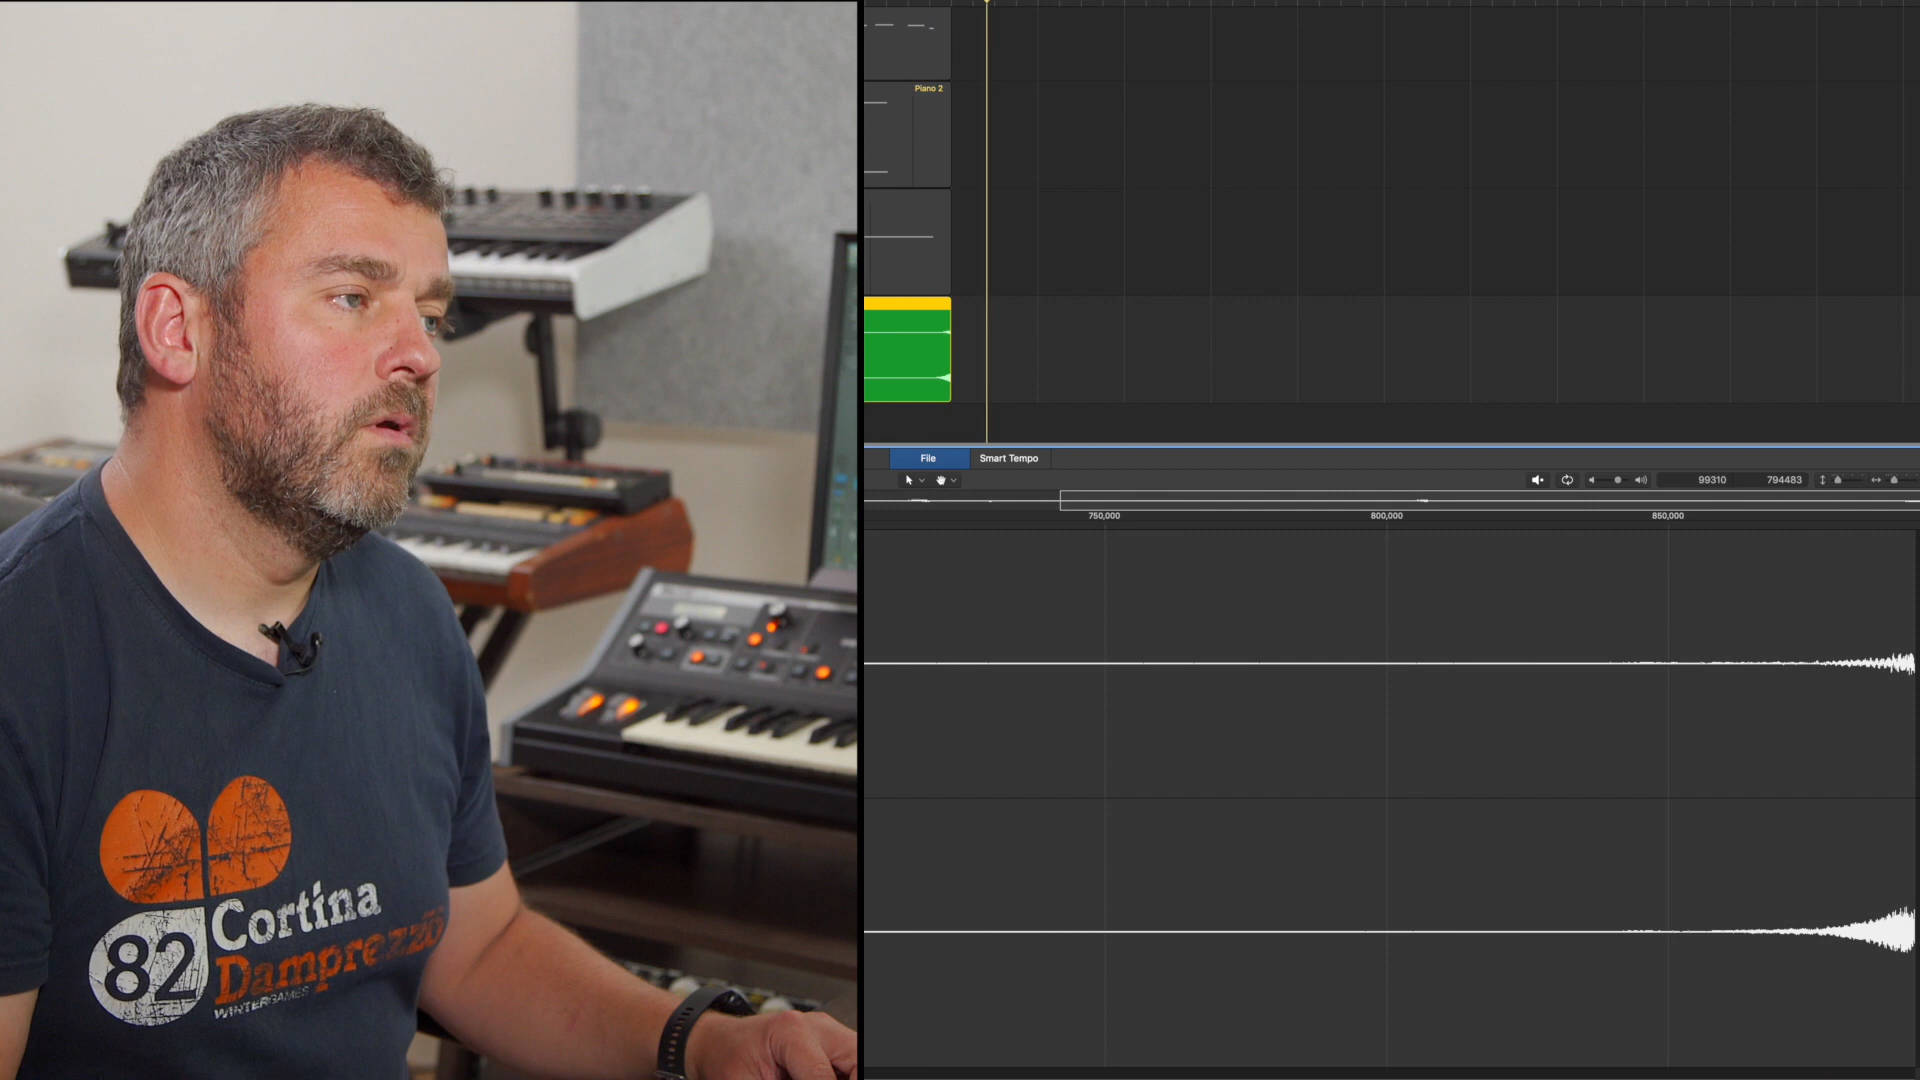 Piano 2
File
Smart Tempo
99310
794483
750,000
800,000
850,000
Cortina
82
Damprezzo
WINTERGAMES